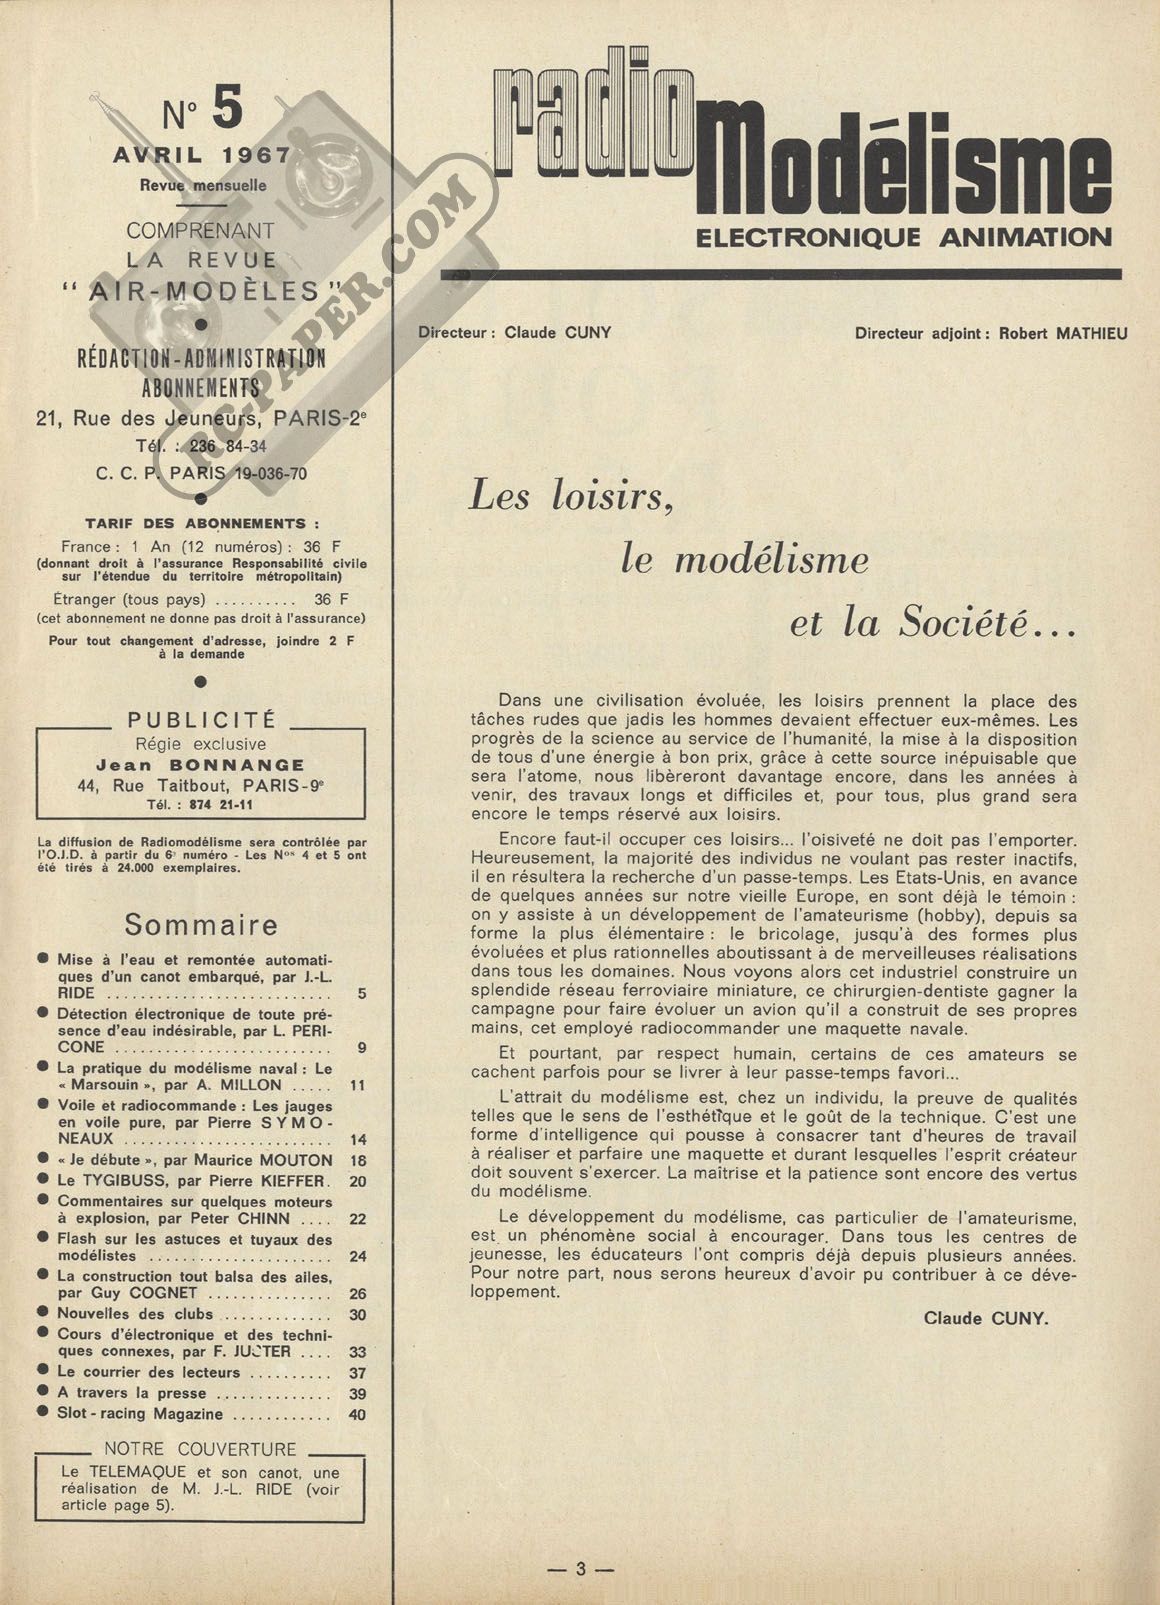 N° 5
AVRIL 1967
Revue mensuelle
COMPRENANT
LA REVUE
“ AIR-MODÈLES ”
RÉDACTION-ADMINISTRATION
ABONNEMENTS
21, Rue des Jeuneurs, PARIS-2e
Tél. : 236 84-34
C. C. P. PARIS 19-036-70
TARIF DES ABONNEMENTS :
France : 1 An (12 numéros) : 36 F
(donnant droit à l'assurance Responsabilité civile
sur l'étendue du territoire métropolitain)
Étranger (tous pays) .......... 36 F
(cet abonnement ne donne pas droit à l'assurance)
Pour tout changement d'adresse, joindre 2 F
à la demande
PUBLICITÉ
Régie exclusive
Jean BONNANGE
44, Rue Taitbout, PARIS-9e
Tél. : 874 21-11
La diffusion de Radiomodélisme sera contrôlée par
l'O.J.D. à partir du 6e numéro - Les Nos 4 et 5 ont
été tirés à 24.000 exemplaires.
Sommaire
● Mise à l'eau et remontée automati-
ques d'un canot embarqué, par J.-L.
RIDE .......................... 5
● Détection électronique de toute pré-
sence d'eau indésirable, par L. PERI-
CONE ......................... 9
● La pratique du modélisme naval : Le
« Marsouin », par A. MILLON ..... 11
● Voile et radiocommande : Les jauges
en voile pure, par Pierre SYMO-
NEAUX ........................ 14
● « Je débute », par Maurice MOUTON 18
● Le TYGIBUSS, par Pierre KIEFFER. 20
● Commentaires sur quelques moteurs
à explosion, par Peter CHINN .... 22
● Flash sur les astuces et tuyaux des
modélistes ..................... 24
● La construction tout balsa des ailes,
par Guy COGNET ............... 26
● Nouvelles des clubs ............. 30
● Cours d'électronique et des techni-
ques connexes, par F. JUSTER .... 33
● Le courrier des lecteurs .......... 37
● A travers la presse .............. 39
● Slot-racing Magazine ............ 40
NOTRE COUVERTURE
Le TELEMAQUE et son canot, une
réalisation de M. J.-L. RIDE (voir
article page 5).
radio
Modélisme
ELECTRONIQUE ANIMATION
Directeur : Claude CUNY Directeur adjoint : Robert MATHIEU
Les loisirs,
le modélisme
et la Société...
Dans une civilisation évoluée, les loisirs prennent la place des
tâches rudes que jadis les hommes devaient effectuer eux-mêmes. Les
progrès de la science au service de l'humanité, la mise à la disposition
de tous d'une énergie à bon prix, grâce à cette source inépuisable que
sera l'atome, nous libèreront davantage encore, dans les années à
venir, des travaux longs et difficiles et, pour tous, plus grand sera
encore le temps réservé aux loisirs.
Encore faut-il occuper ces loisirs... l'oisiveté ne doit pas l'emporter.
Heureusement, la majorité des individus ne voulant pas rester inactifs,
il en résultera la recherche d'un passe-temps. Les Etats-Unis, en avance
de quelques années sur notre vieille Europe, en sont déjà le témoin :
on y assiste à un développement de l'amateurisme (hobby), depuis sa
forme la plus élémentaire : le bricolage, jusqu'à des formes plus
évoluées et plus rationnelles aboutissant à de merveilleuses réalisations
dans tous les domaines. Nous voyons alors cet industriel construire un
splendide réseau ferroviaire miniature, ce chirurgien-dentiste gagner la
campagne pour faire évoluer un avion qu'il a construit de ses propres
mains, cet employé radiocommander une maquette navale.
Et pourtant, par respect humain, certains de ces amateurs se
cachent parfois pour se livrer à leur passe-temps favori...
L'attrait du modélisme est, chez un individu, la preuve de qualités
telles que le sens de l'esthétique et le goût de la technique. C'est une
forme d'intelligence qui pousse à consacrer tant d'heures de travail
à réaliser et parfaire une maquette et durant lesquelles l'esprit créateur
doit souvent s'exercer. La maîtrise et la patience sont encore des vertus
du modélisme.
Le développement du modélisme, cas particulier de l'amateurisme,
est un phénomène social à encourager. Dans tous les centres de
jeunesse, les éducateurs l'ont compris déjà depuis plusieurs années.
Pour notre part, nous serons heureux d'avoir pu contribuer à ce déve-
loppement.
Claude CUNY.
— 3 —
RC-PAPER.COM